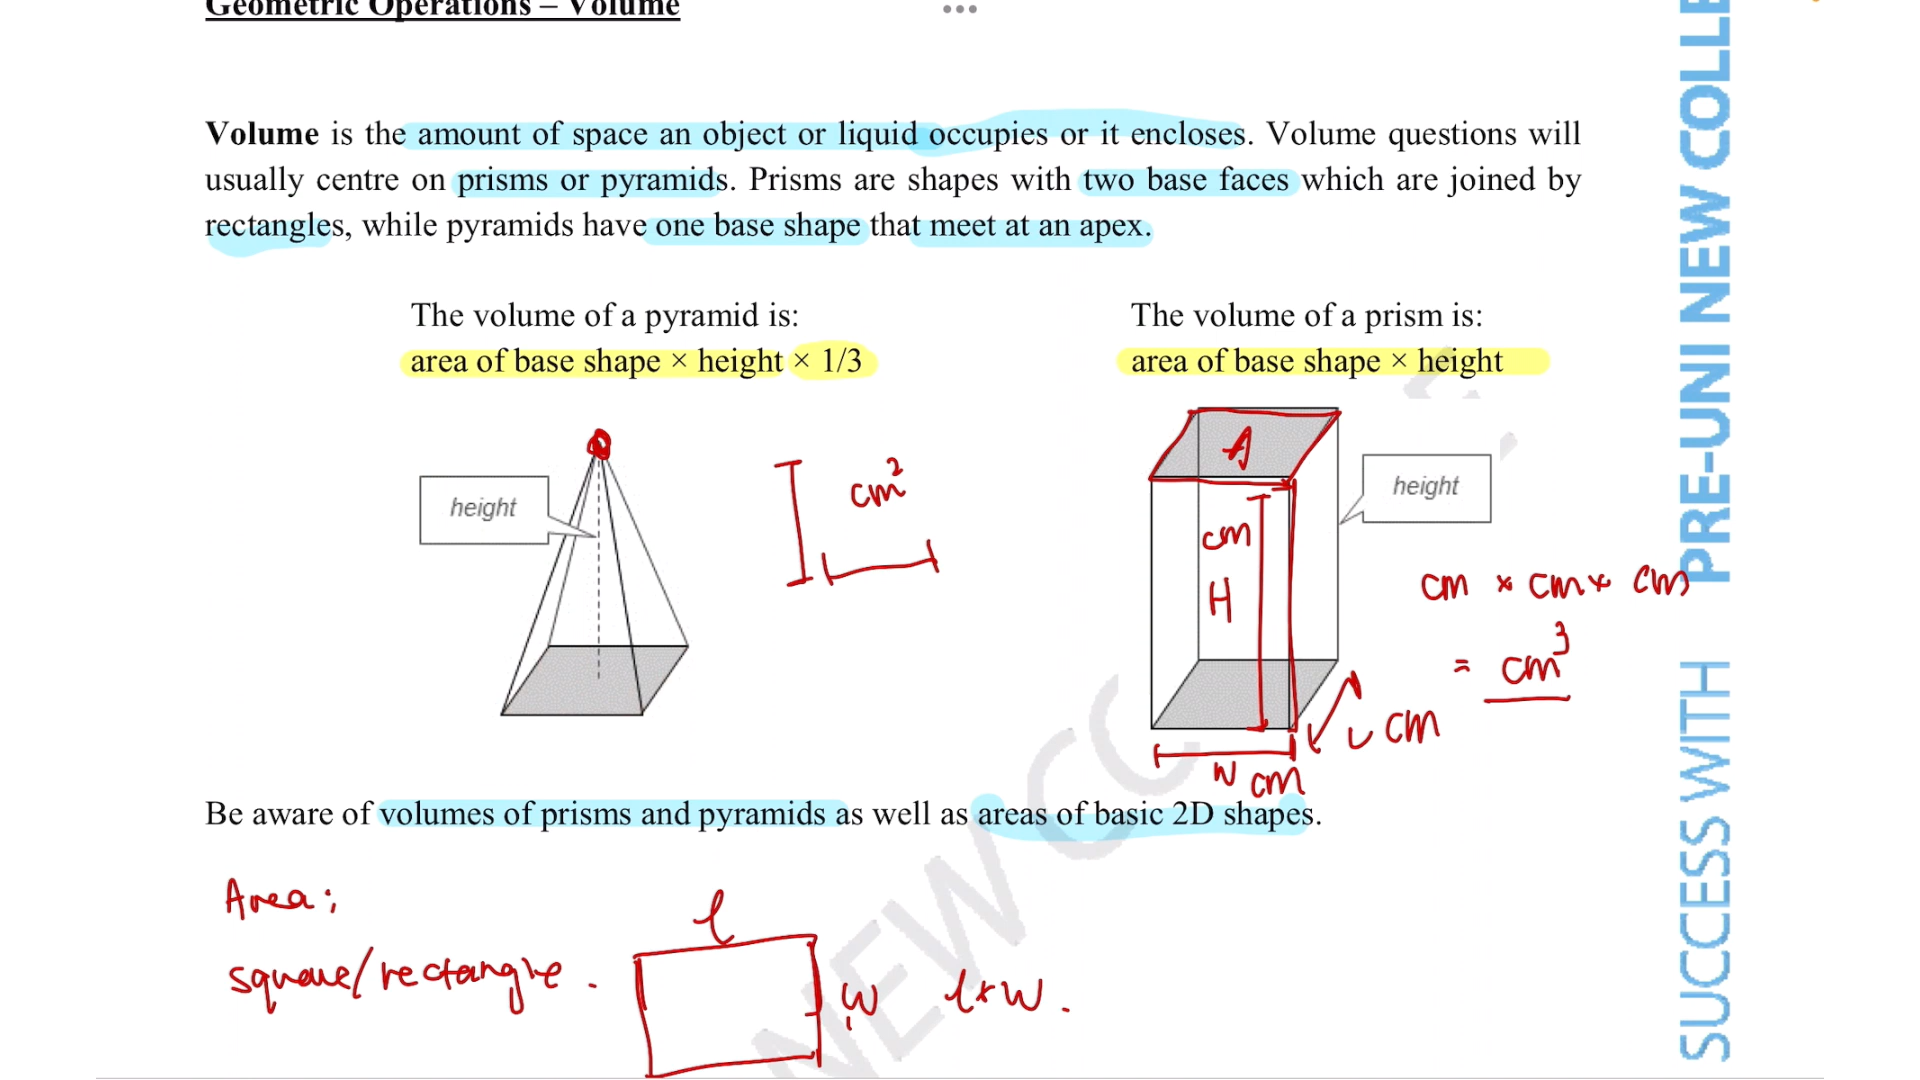 Geometric Operations – Volume
Volume is the amount of space an object or liquid occupies or it encloses. Volume questions will
usually centre on prisms or pyramids. Prisms are shapes with two base faces which are joined by
rectangles, while pyramids have one base shape that meet at an apex.
The volume of a pyramid is:
area of base shape × height × 1/3
The volume of a prism is:
area of base shape × height
height
cm²
A
height
cm
H
cm × cm × cm
= cm³
L cm
W cm
Be aware of volumes of prisms and pyramids as well as areas of basic 2D shapes.
Area:
square/rectangle.
l
w
l×w.
SUCCESS WITH PRE-UNI NEW COLLE
NEW CC